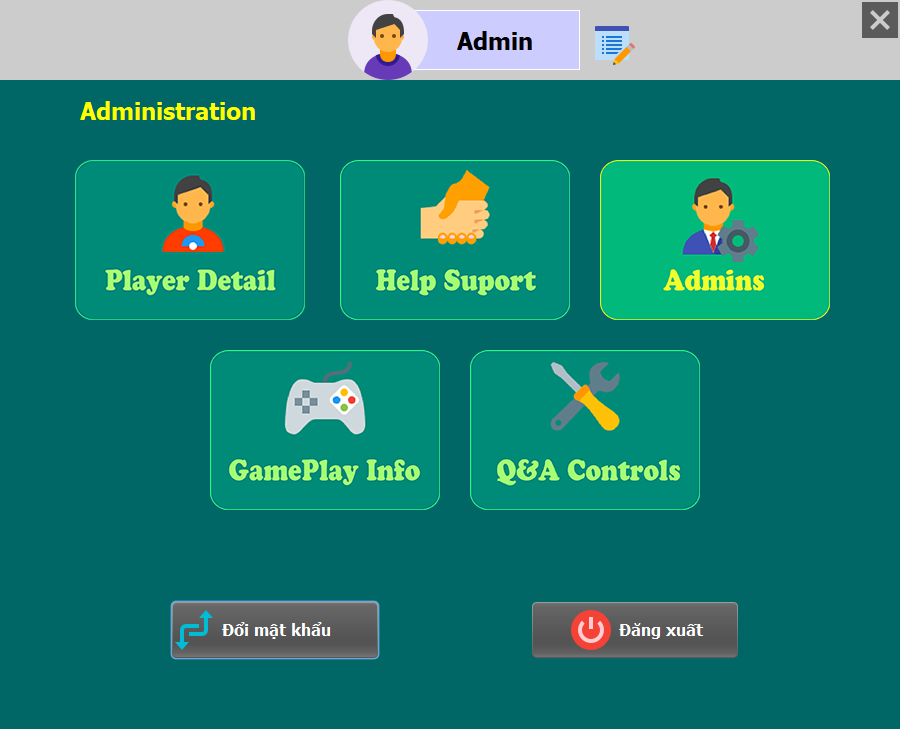 Admin
Administration
Player Detail
Help Suport
Admins
GamePlay Info
Q&A Controls
Đổi mật khẩu
Đăng xuất